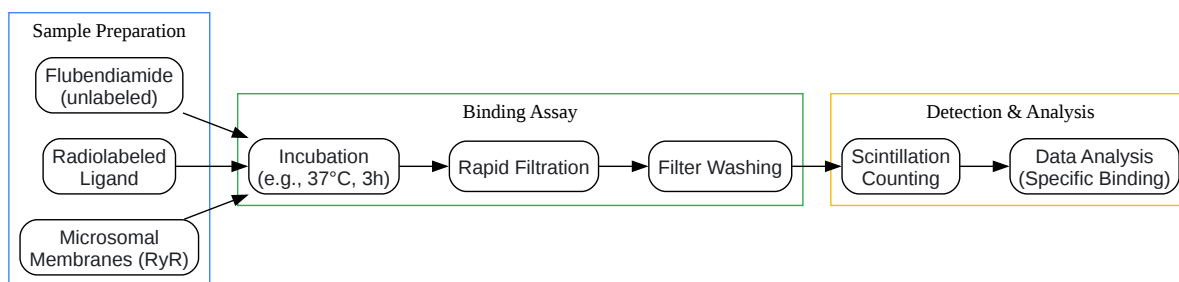 Sample Preparation
Flubendiamide
(unlabeled)
Radiolabeled
Ligand
Microsomal
Membranes (RyR)
Binding Assay
Incubation
(e.g., 37°C, 3h)
Rapid Filtration
Filter Washing
Detection & Analysis
Scintillation
Counting
Data Analysis
(Specific Binding)